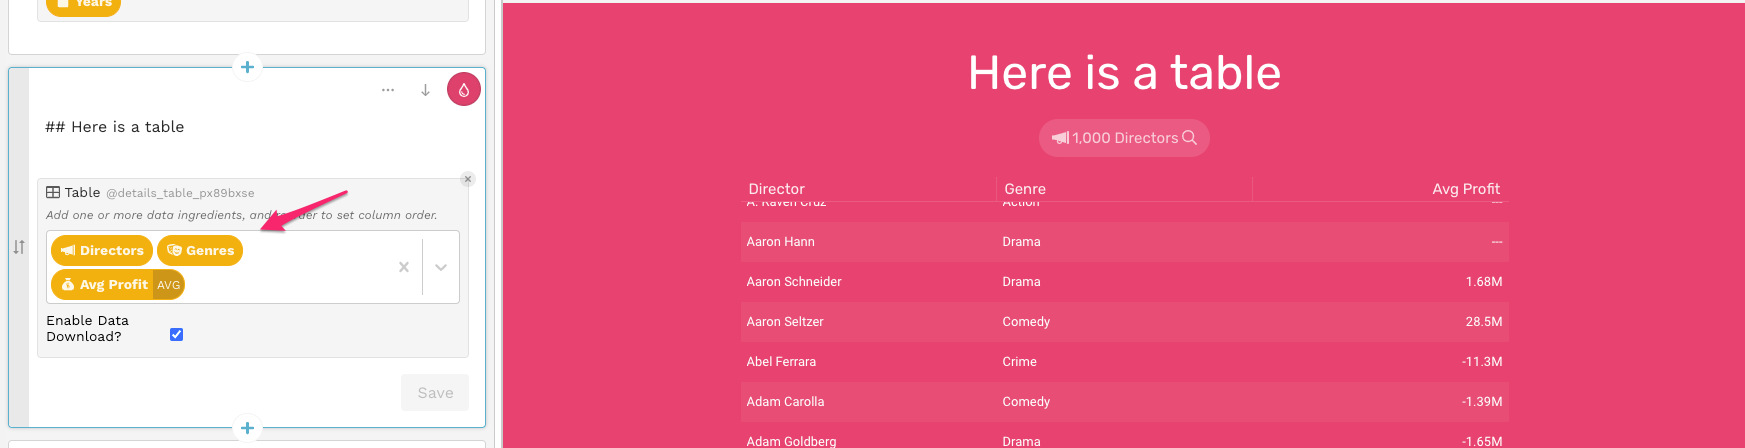 Years
## Here is a table
Table @details_table_px89bxse
Add one or more data ingredients, and reorder to set column order.
Directors Genres
Avg Profit AVG
Enable Data
Download?
Save
Here is a table
1,000 Directors
Director Genre Avg Profit
A. Raven Cruz Action ---
Aaron Hann Drama ---
Aaron Schneider Drama 1.68M
Aaron Seltzer Comedy 28.5M
Abel Ferrara Crime -11.3M
Adam Carolla Comedy -1.39M
Adam Goldberg Drama -1.65M